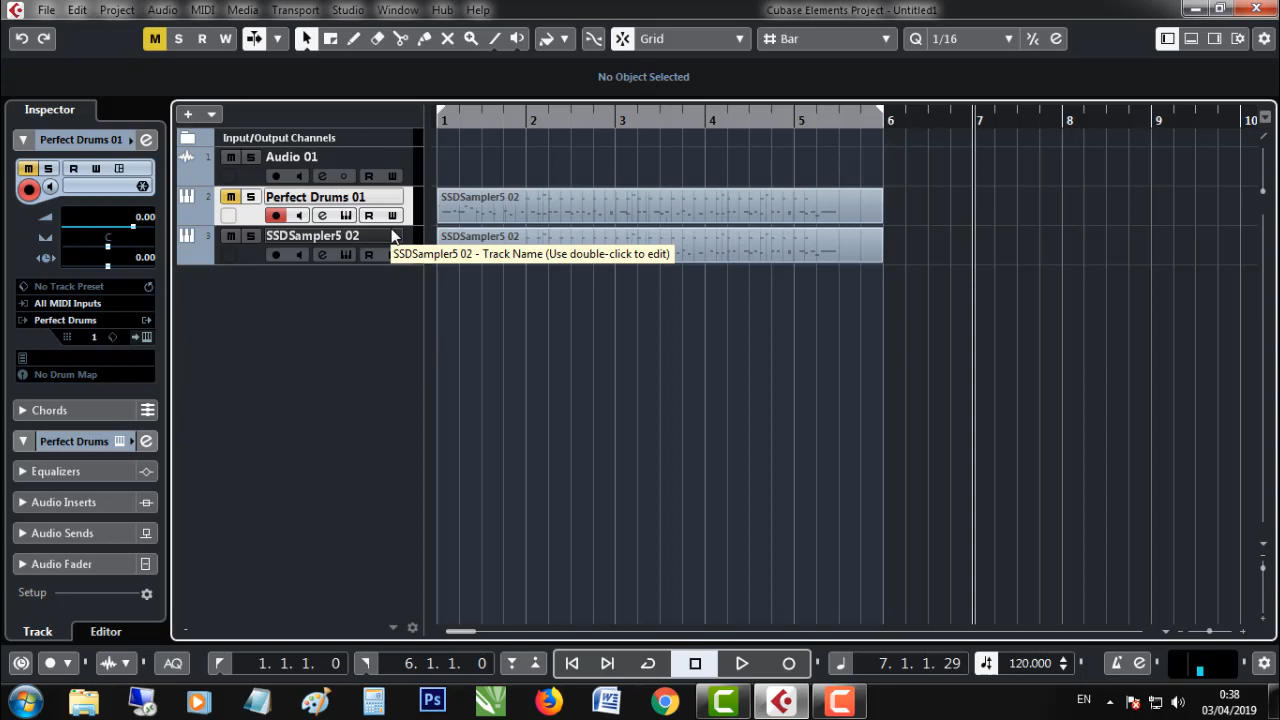 File Edit Project Audio MIDI Media Transport Studio Window Hub Help
Cubase Elements Project - Untitled1
M S R W Grid Bar Q 1/16
No Object Selected
Inspector
Perfect Drums 01
M S R W
0.00
C
0.00
No Track Preset
All MIDI Inputs
Perfect Drums
1
No Drum Map
Chords
Perfect Drums
Equalizers
Audio Inserts
Audio Sends
Audio Fader
Setup
Track Editor
+
Input/Output Channels
1 m S Audio 01
R W
2 m S Perfect Drums 01
R W
3 m S SSDSampler5 02
R
1 2 3 4 5 6 7 8 9 10
SSDSampler5 02
SSDSampler5 02
SSDSampler5 02 - Track Name (Use double-click to edit)
AQ 1. 1. 1. 0 6. 1. 1. 0 7. 1. 1. 29 120.000
Ps W C C
EN
0:38
03/04/2019